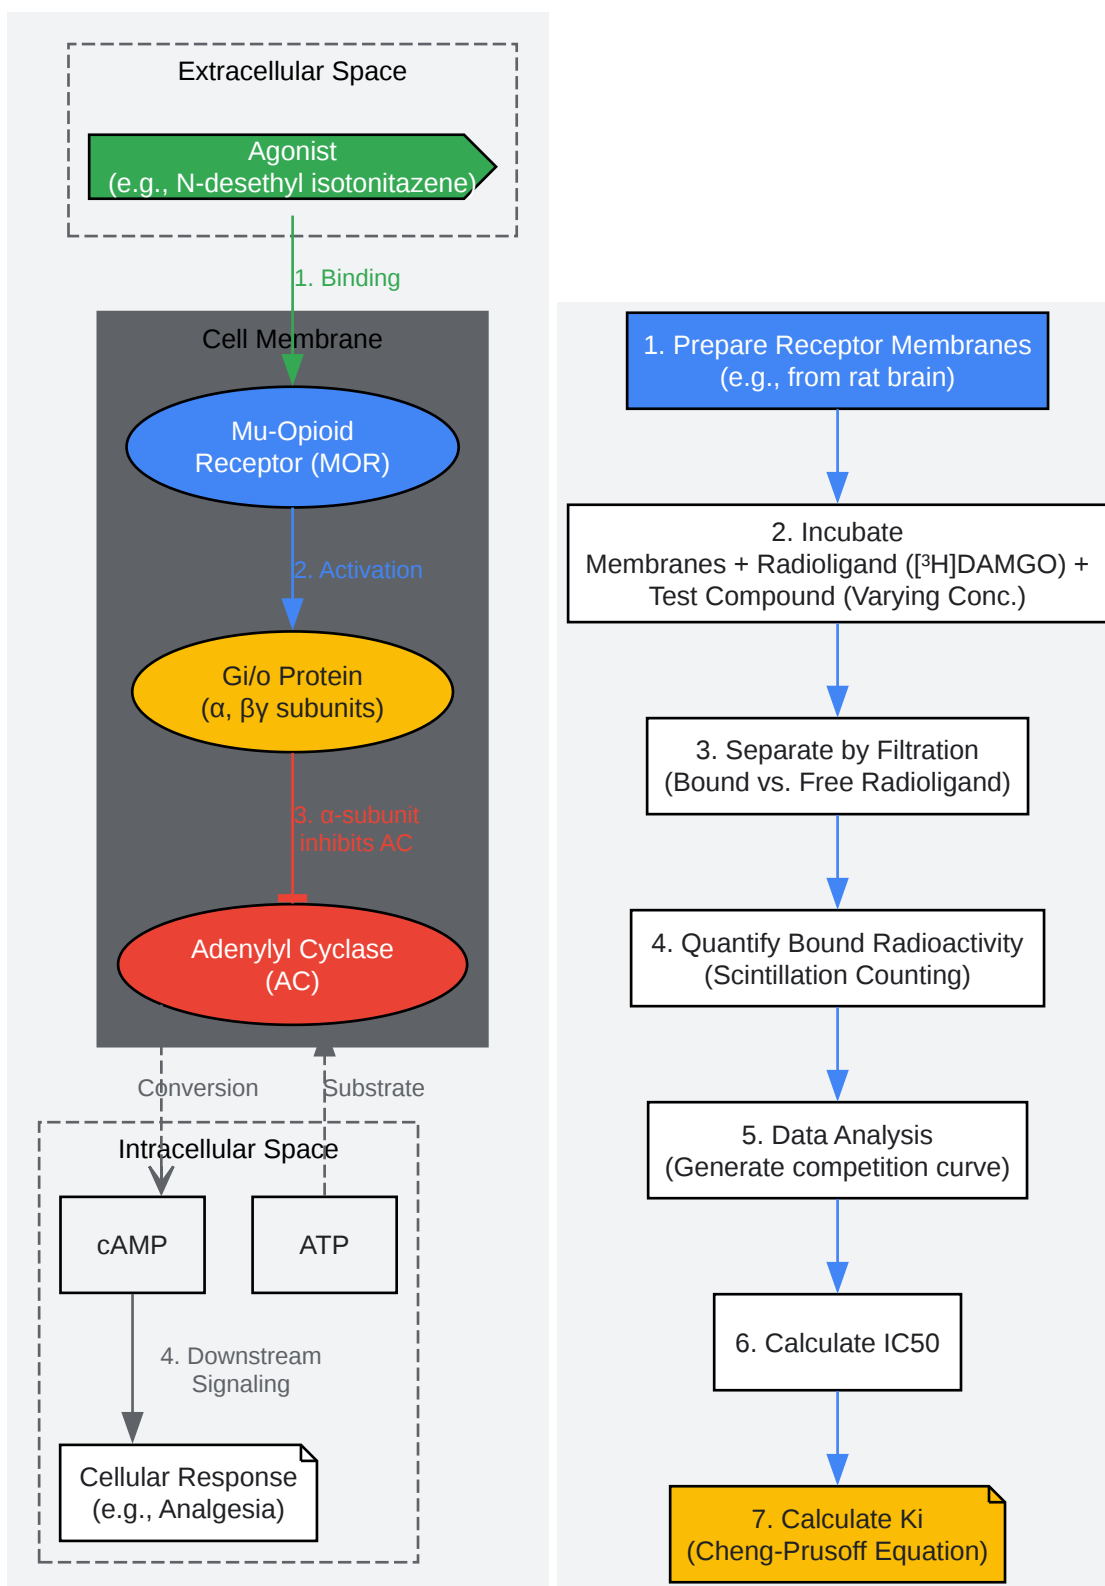 Extracellular Space
Agonist
(e.g., N-desethyl isotonitazene)
1. Binding
Cell Membrane
Mu-Opioid
Receptor (MOR)
2. Activation
Gi/o Protein
(α, βγ subunits)
3. α-subunit
inhibits AC
Adenylyl Cyclase
(AC)
Conversion
Substrate
Intracellular Space
cAMP
ATP
4. Downstream
Signaling
Cellular Response
(e.g., Analgesia)
1. Prepare Receptor Membranes
(e.g., from rat brain)
2. Incubate
Membranes + Radioligand ([³H]DAMGO) +
Test Compound (Varying Conc.)
3. Separate by Filtration
(Bound vs. Free Radioligand)
4. Quantify Bound Radioactivity
(Scintillation Counting)
5. Data Analysis
(Generate competition curve)
6. Calculate IC50
7. Calculate Ki
(Cheng-Prusoff Equation)